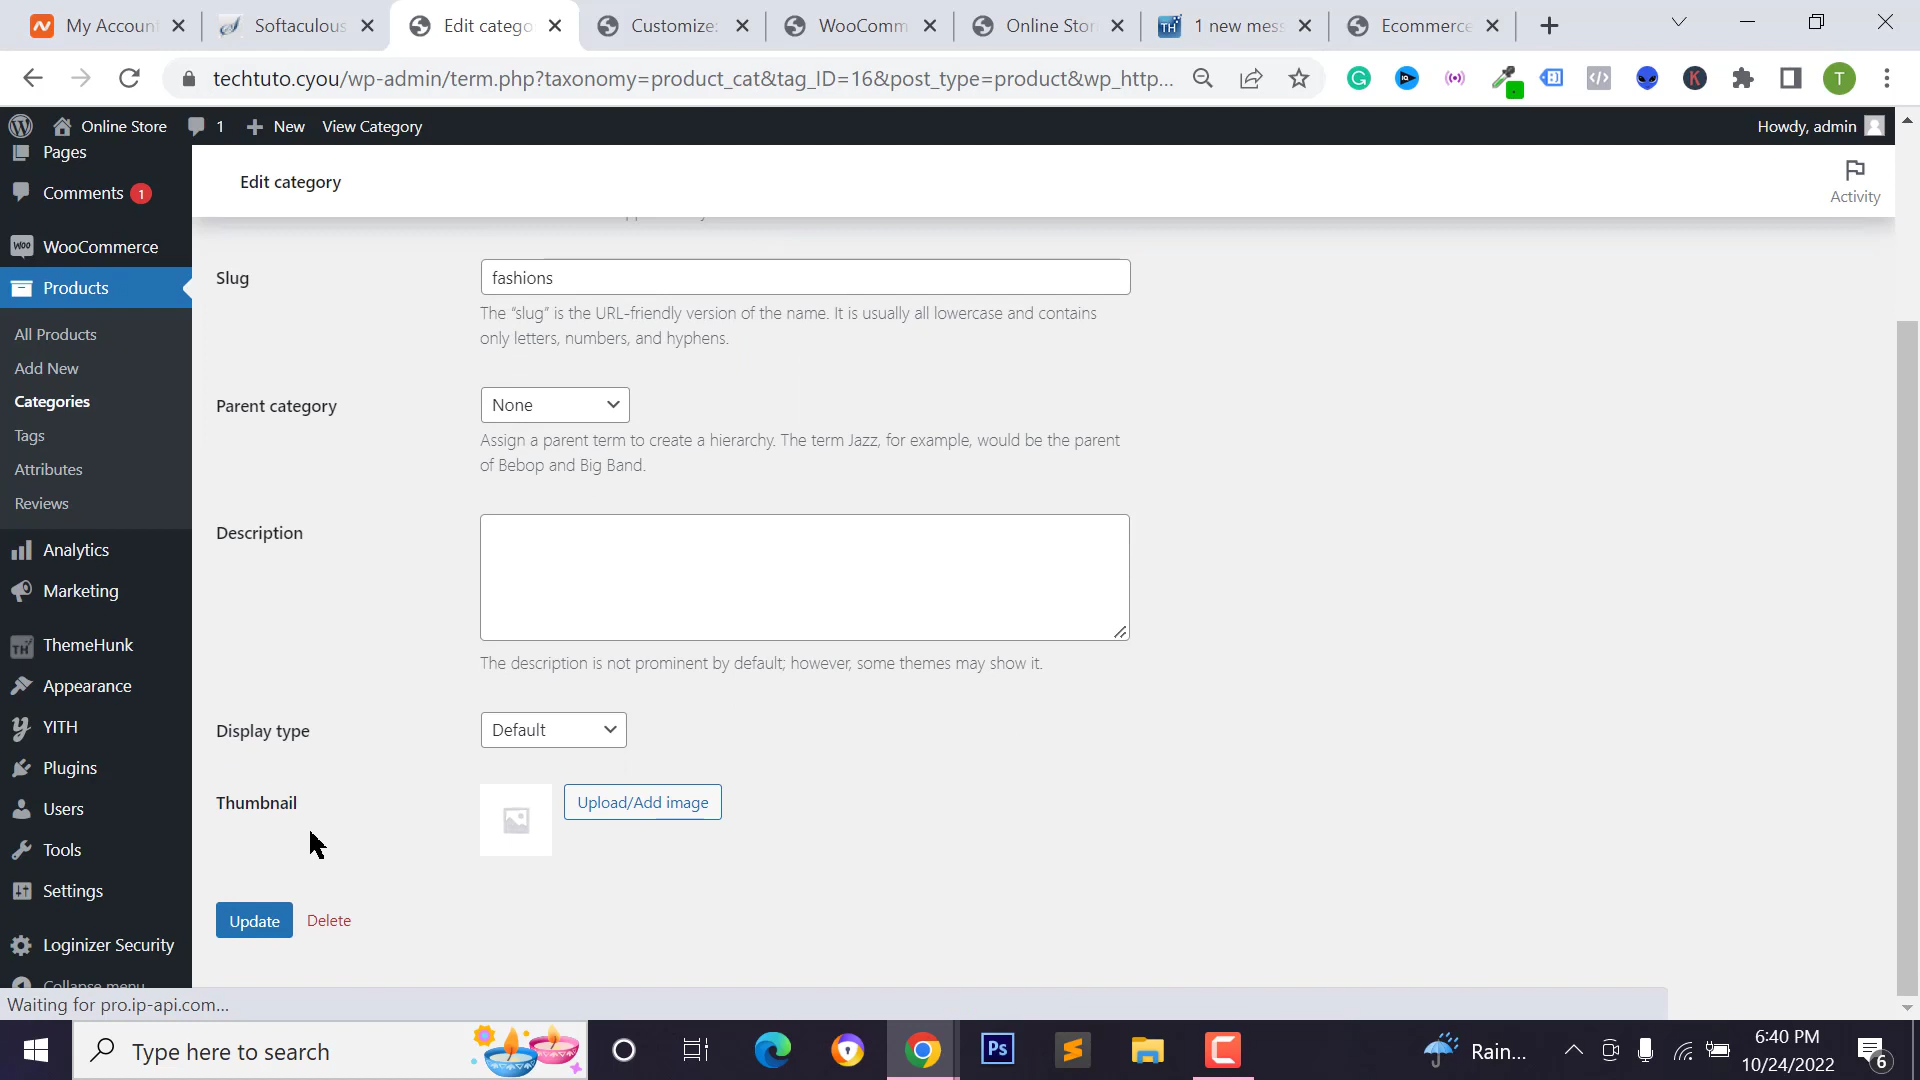 My Accoun
Softaculous
Edit catego
Customize:
WooComm
Online Stor
TH
1 new mess
Ecommerce
techtuto.cyou/wp-admin/term.php?taxonomy=product_cat&tag_ID=16&post_type=product&wp_http...
T
Online Store
1
New
View Category
Howdy, admin
Pages
Comments 1
WooCommerce
Products
All Products
Add New
Categories
Tags
Attributes
Reviews
Analytics
Marketing
ThemeHunk
Appearance
YITH
Plugins
Users
Tools
Settings
Loginizer Security
Collapse menu
Edit category
Activity
Slug
fashions
The “slug” is the URL-friendly version of the name. It is usually all lowercase and contains
only letters, numbers, and hyphens.
Parent category
None
Assign a parent term to create a hierarchy. The term Jazz, for example, would be the parent
of Bebop and Big Band.
Description
The description is not prominent by default; however, some themes may show it.
Display type
Default
Thumbnail
Upload/Add image
Update
Delete
Waiting for pro.ip-api.com...
Type here to search
Ps
Rain...
6:40 PM
10/24/2022
6